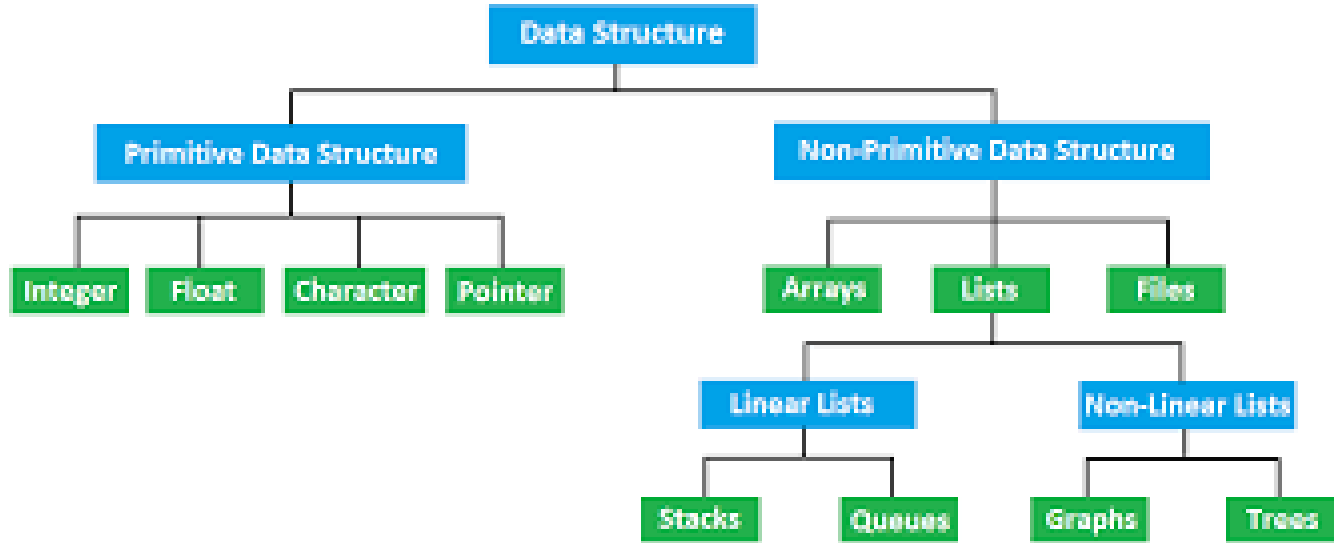 Data Structure
Primitive Data Structure
Non-Primitive Data Structure
Integer
Float
Character
Pointer
Arrays
Lists
Files
Linear Lists
Non-Linear Lists
Stacks
Queues
Graphs
Trees